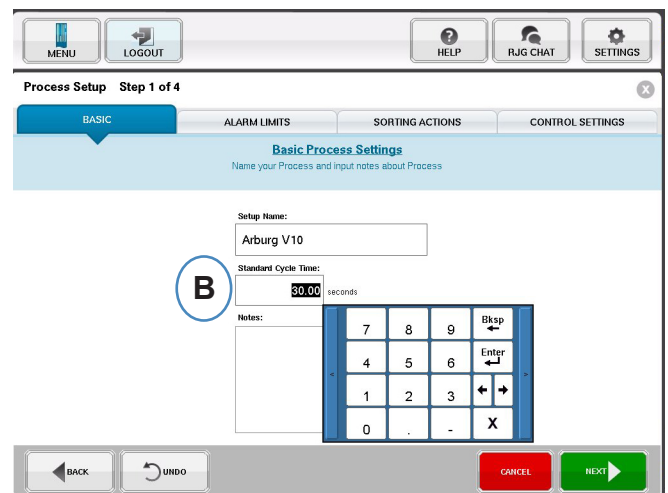 MENU
LOGOUT
HELP
RJG CHAT
SETTINGS
Process Setup Step 1 of 4
X
BASIC
ALARM LIMITS
SORTING ACTIONS
CONTROL SETTINGS
Basic Process Settings
Name your Process and input notes about Process
Setup Name:
Arburg V10
Standard Cycle Time:
B
30.00 seconds
Notes:
7 8 9 Bksp
4 5 6 Enter
< >
1 2 3
0 . - X
BACK
UNDO
CANCEL
NEXT